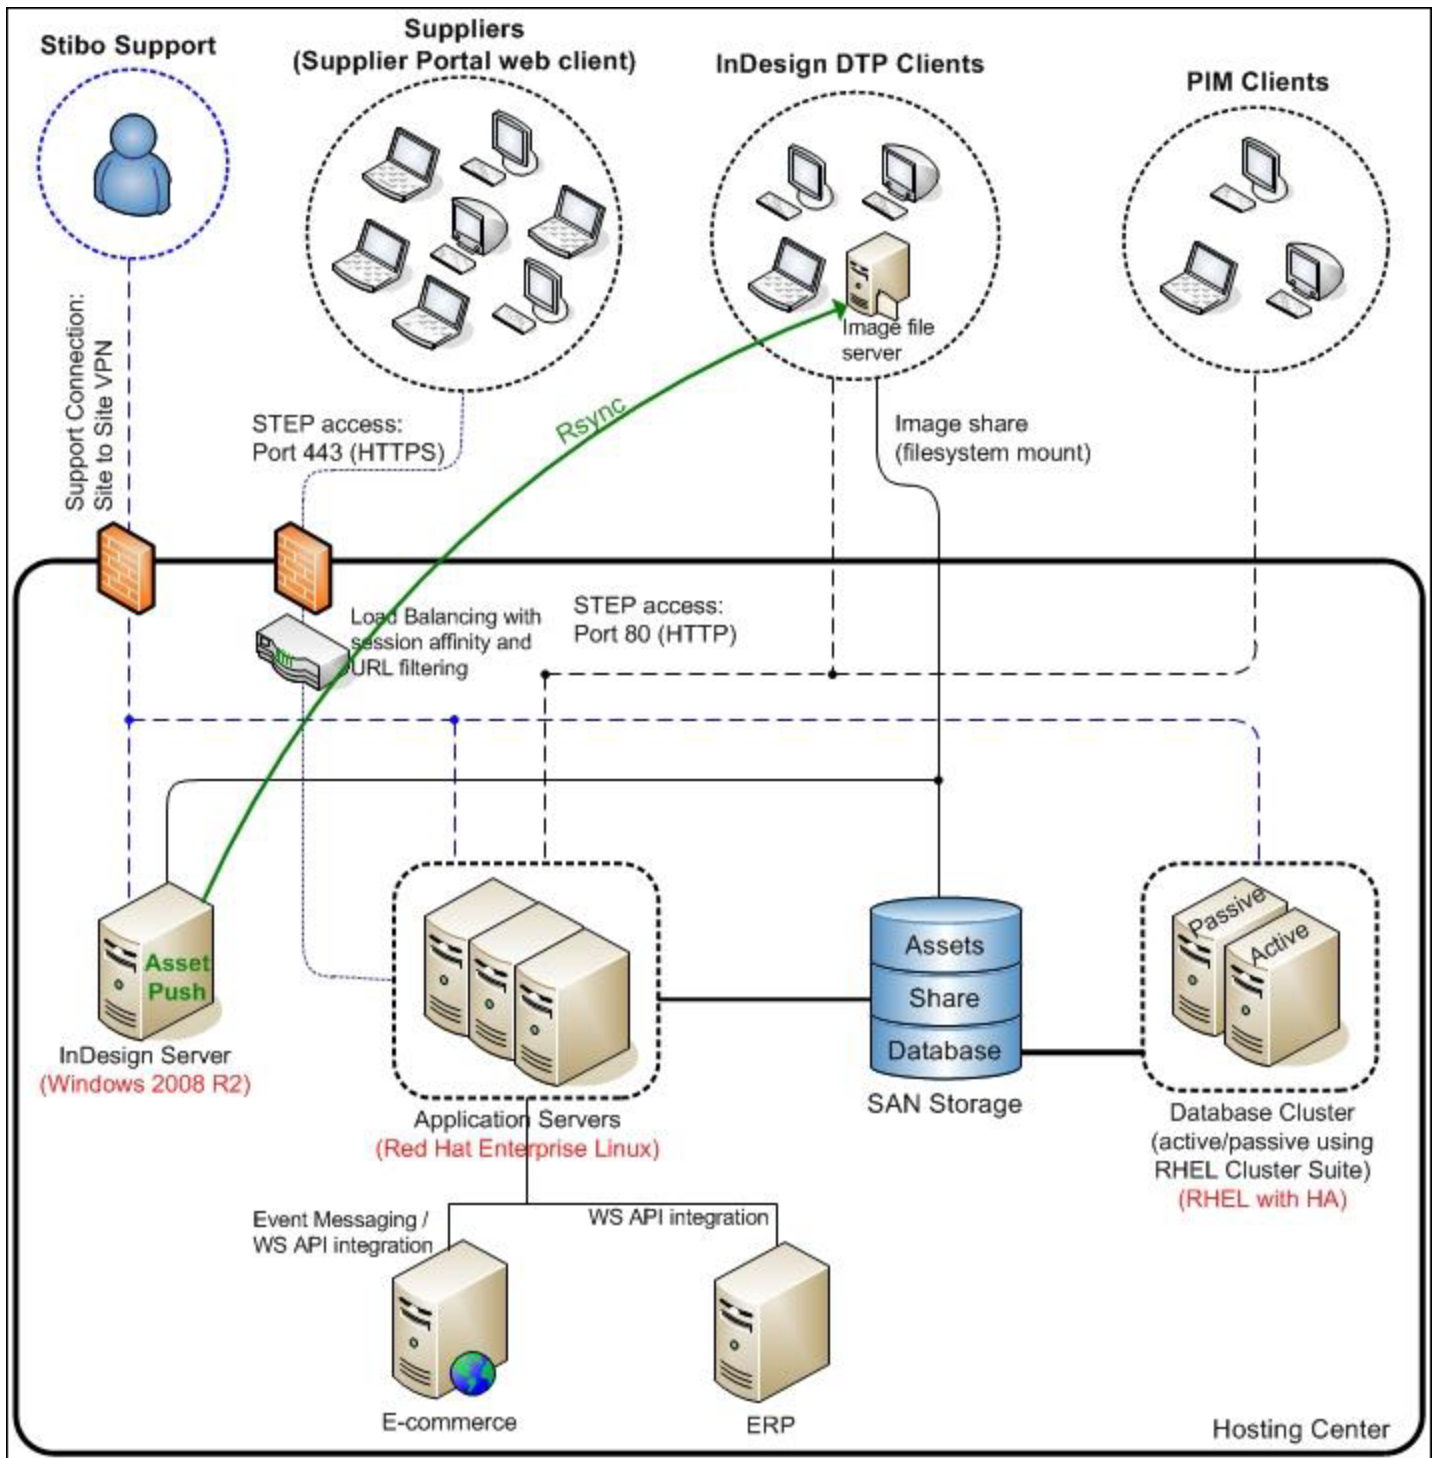 Stibo Support
Suppliers
(Supplier Portal web client)
InDesign DTP Clients
PIM Clients
Image file
server
Support Connection:
Site to Site VPN
STEP access:
Port 443 (HTTPS)
Rsync
Image share
(filesystem mount)
Load Balancing with
session affinity and
URL filtering
STEP access:
Port 80 (HTTP)
Asset
Push
InDesign Server
(Windows 2008 R2)
Application Servers
(Red Hat Enterprise Linux)
Assets
Share
Database
SAN Storage
Passive
Active
Database Cluster
(active/passive using
RHEL Cluster Suite)
(RHEL with HA)
Event Messaging /
WS API integration
WS API integration
E-commerce
ERP
Hosting Center